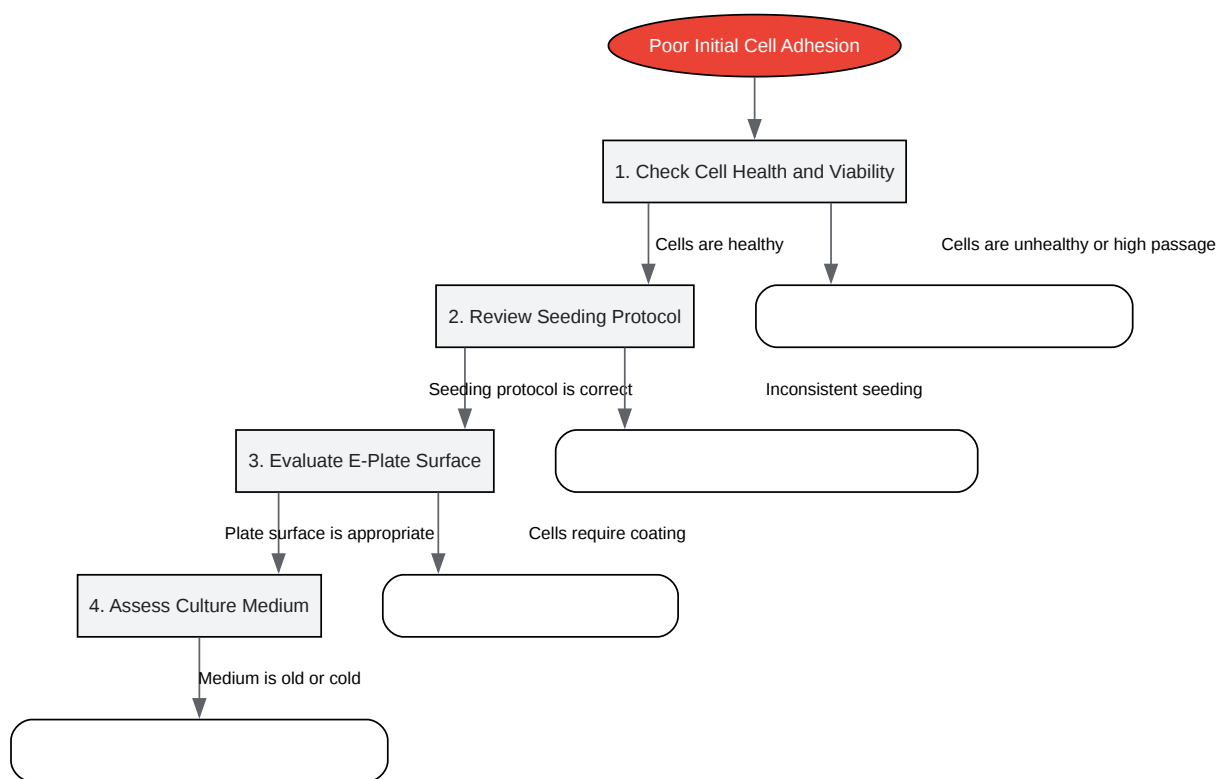 Poor Initial Cell Adhesion
1. Check Cell Health and Viability
Cells are healthy
Cells are unhealthy or high passage
2. Review Seeding Protocol
Seeding protocol is correct
Inconsistent seeding
3. Evaluate E-Plate Surface
Plate surface is appropriate
Cells require coating
4. Assess Culture Medium
Medium is old or cold